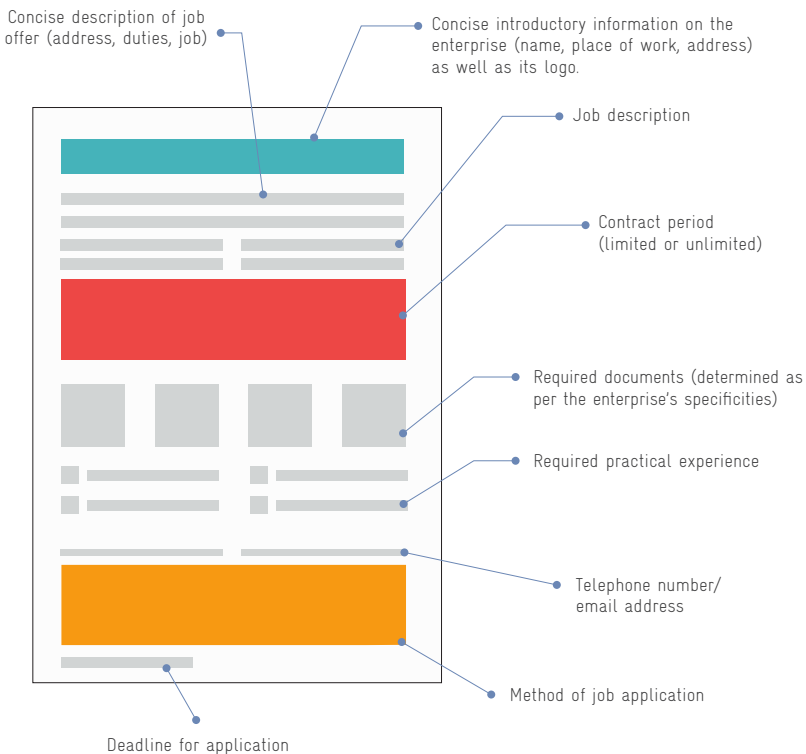 Concise description of job
offer (address, duties, job)
Concise introductory information on the
enterprise (name, place of work, address)
as well as its logo.
Job description
Contract period
(limited or unlimited)
Required documents (determined as
per the enterprise's specificities)
Required practical experience
Telephone number/
email address
Method of job application
Deadline for application